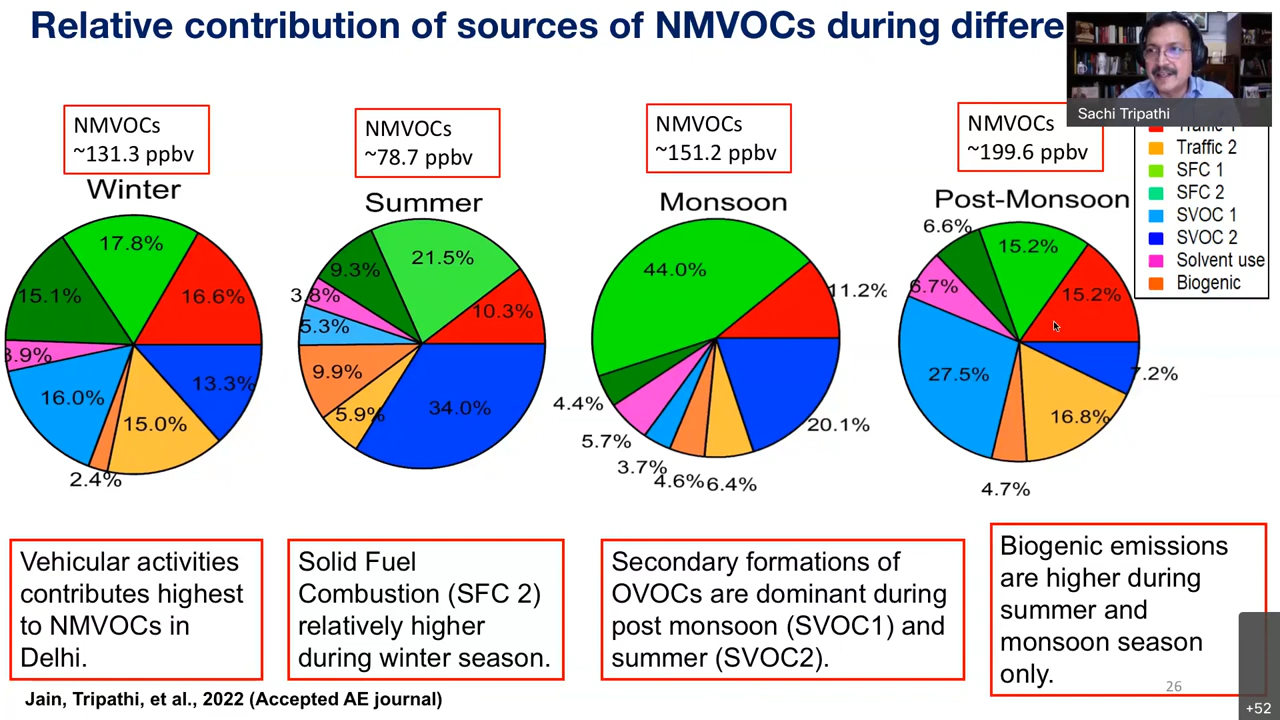 Relative contribution of sources of NMVOCs during differe
Sachi Tripathi
NMVOCs
~131.3 ppbv
NMVOCs
~78.7 ppbv
NMVOCs
~151.2 ppbv
NMVOCs
~199.6 ppbv
Winter
Summer
Monsoon
Post-Monsoon
Traffic 1
Traffic 2
SFC 1
SFC 2
SVOC 1
SVOC 2
Solvent use
Biogenic
17.8%
16.6%
15.1%
3.9%
16.0%
13.3%
15.0%
2.4%
21.5%
9.3%
3.8%
10.3%
5.3%
9.9%
5.9%
34.0%
44.0%
11.2%
4.4%
5.7%
3.7%
4.6%
6.4%
20.1%
6.6%
15.2%
6.7%
15.2%
27.5%
7.2%
16.8%
4.7%
Vehicular activities
contributes highest
to NMVOCs in
Delhi.
Solid Fuel
Combustion (SFC 2)
relatively higher
during winter season.
Secondary formations of
OVOCs are dominant during
post monsoon (SVOC1) and
summer (SVOC2).
Biogenic emissions
are higher during
summer and
monsoon season
only.
26
Jain, Tripathi, et al., 2022 (Accepted AE journal)
+52